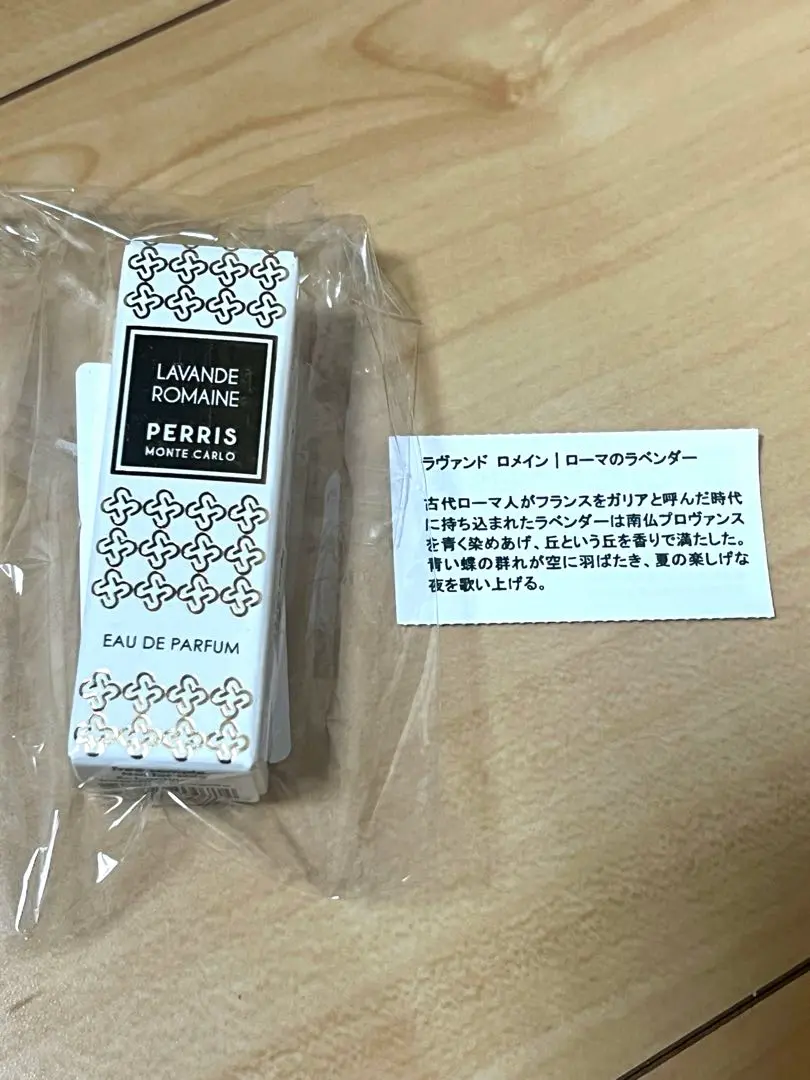 LAVANDE
ROMAINE
PERRIS
MONTE CARLO
EAU DE PARFUM
ラヴァンド ロメイン | ローマのラベンダー
古代ローマ人がフランスをガリアと呼んだ時代
に持ち込まれたラベンダーは南仏プロヴァンス
を青く染めあげ、丘という丘を香りで満たした。
青い蝶の群れが空に羽ばたき、夏の楽しげな
夜を歌い上げる。